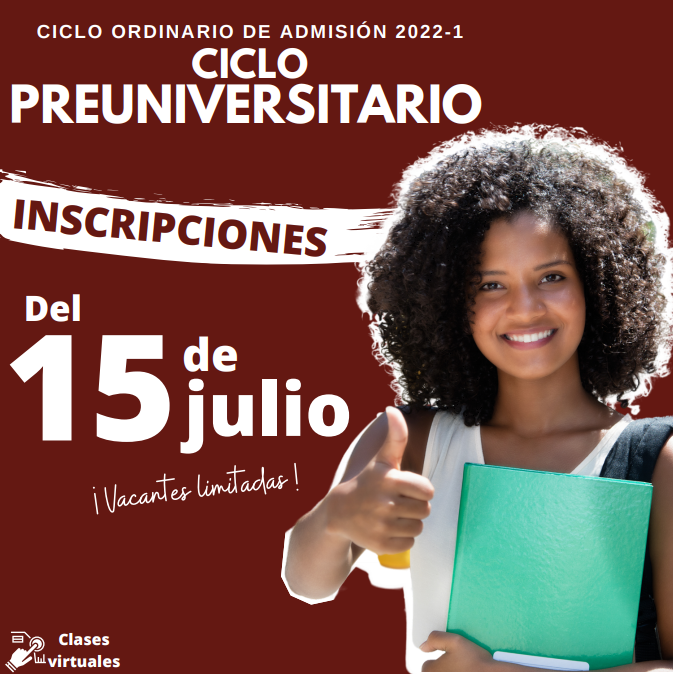 CICLO ORDINARIO DE ADMISIÓN 2022-1
CICLO
PREUNIVERSITARIO
INSCRIPCIONES
Del
15 de
julio
¡Vacantes limitadas!
Clases
virtuales